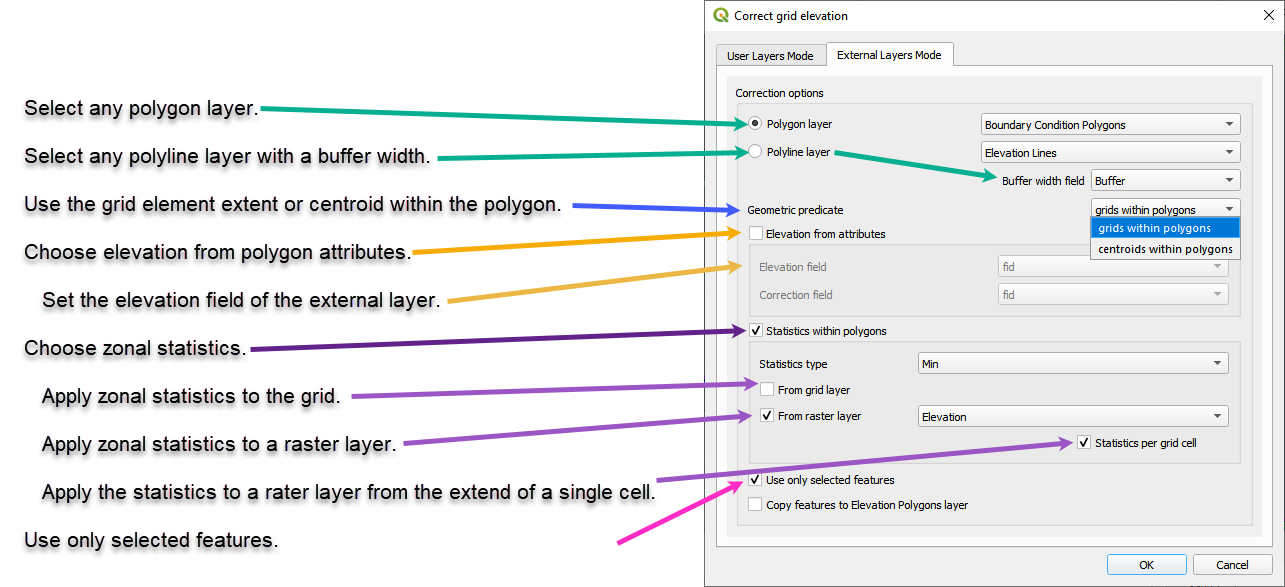 Correct grid elevation
User Layers Mode
External Layers Mode
Correction options
Select any polygon layer.
Polygon layer
Boundary Condition Polygons
Select any polyline layer with a buffer width.
Polyline layer
Elevation Lines
Buffer width field
Buffer
Use the grid element extent or centroid within the polygon.
Geometric predicate
grids within polygons
grids within polygons
centroids within polygons
Choose elevation from polygon attributes.
Elevation from attributes
Elevation field
fid
Set the elevation field of the external layer.
Correction field
fid
Choose zonal statistics.
Statistics within polygons
Statistics type
Min
Apply zonal statistics to the grid.
From grid layer
Apply zonal statistics to a raster layer.
From raster layer
Elevation
Statistics per grid cell
Apply the statistics to a rater layer from the extend of a single cell.
Use only selected features
Copy features to Elevation Polygons layer
Use only selected features.
OK
Cancel